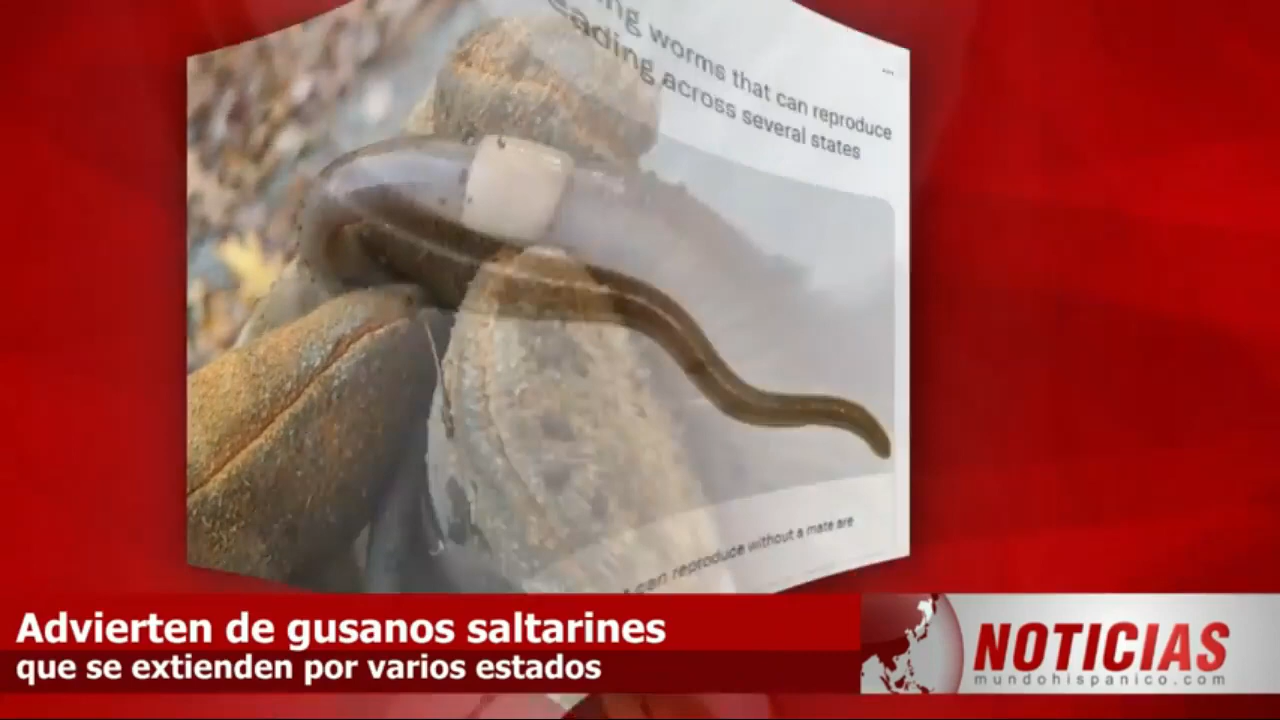 worms that can reproduce
across several states
can reproduce without a mate are
Advierten de gusanos saltarines
que se extienden por varios estados
NOTICIAS
mundohispanico.com